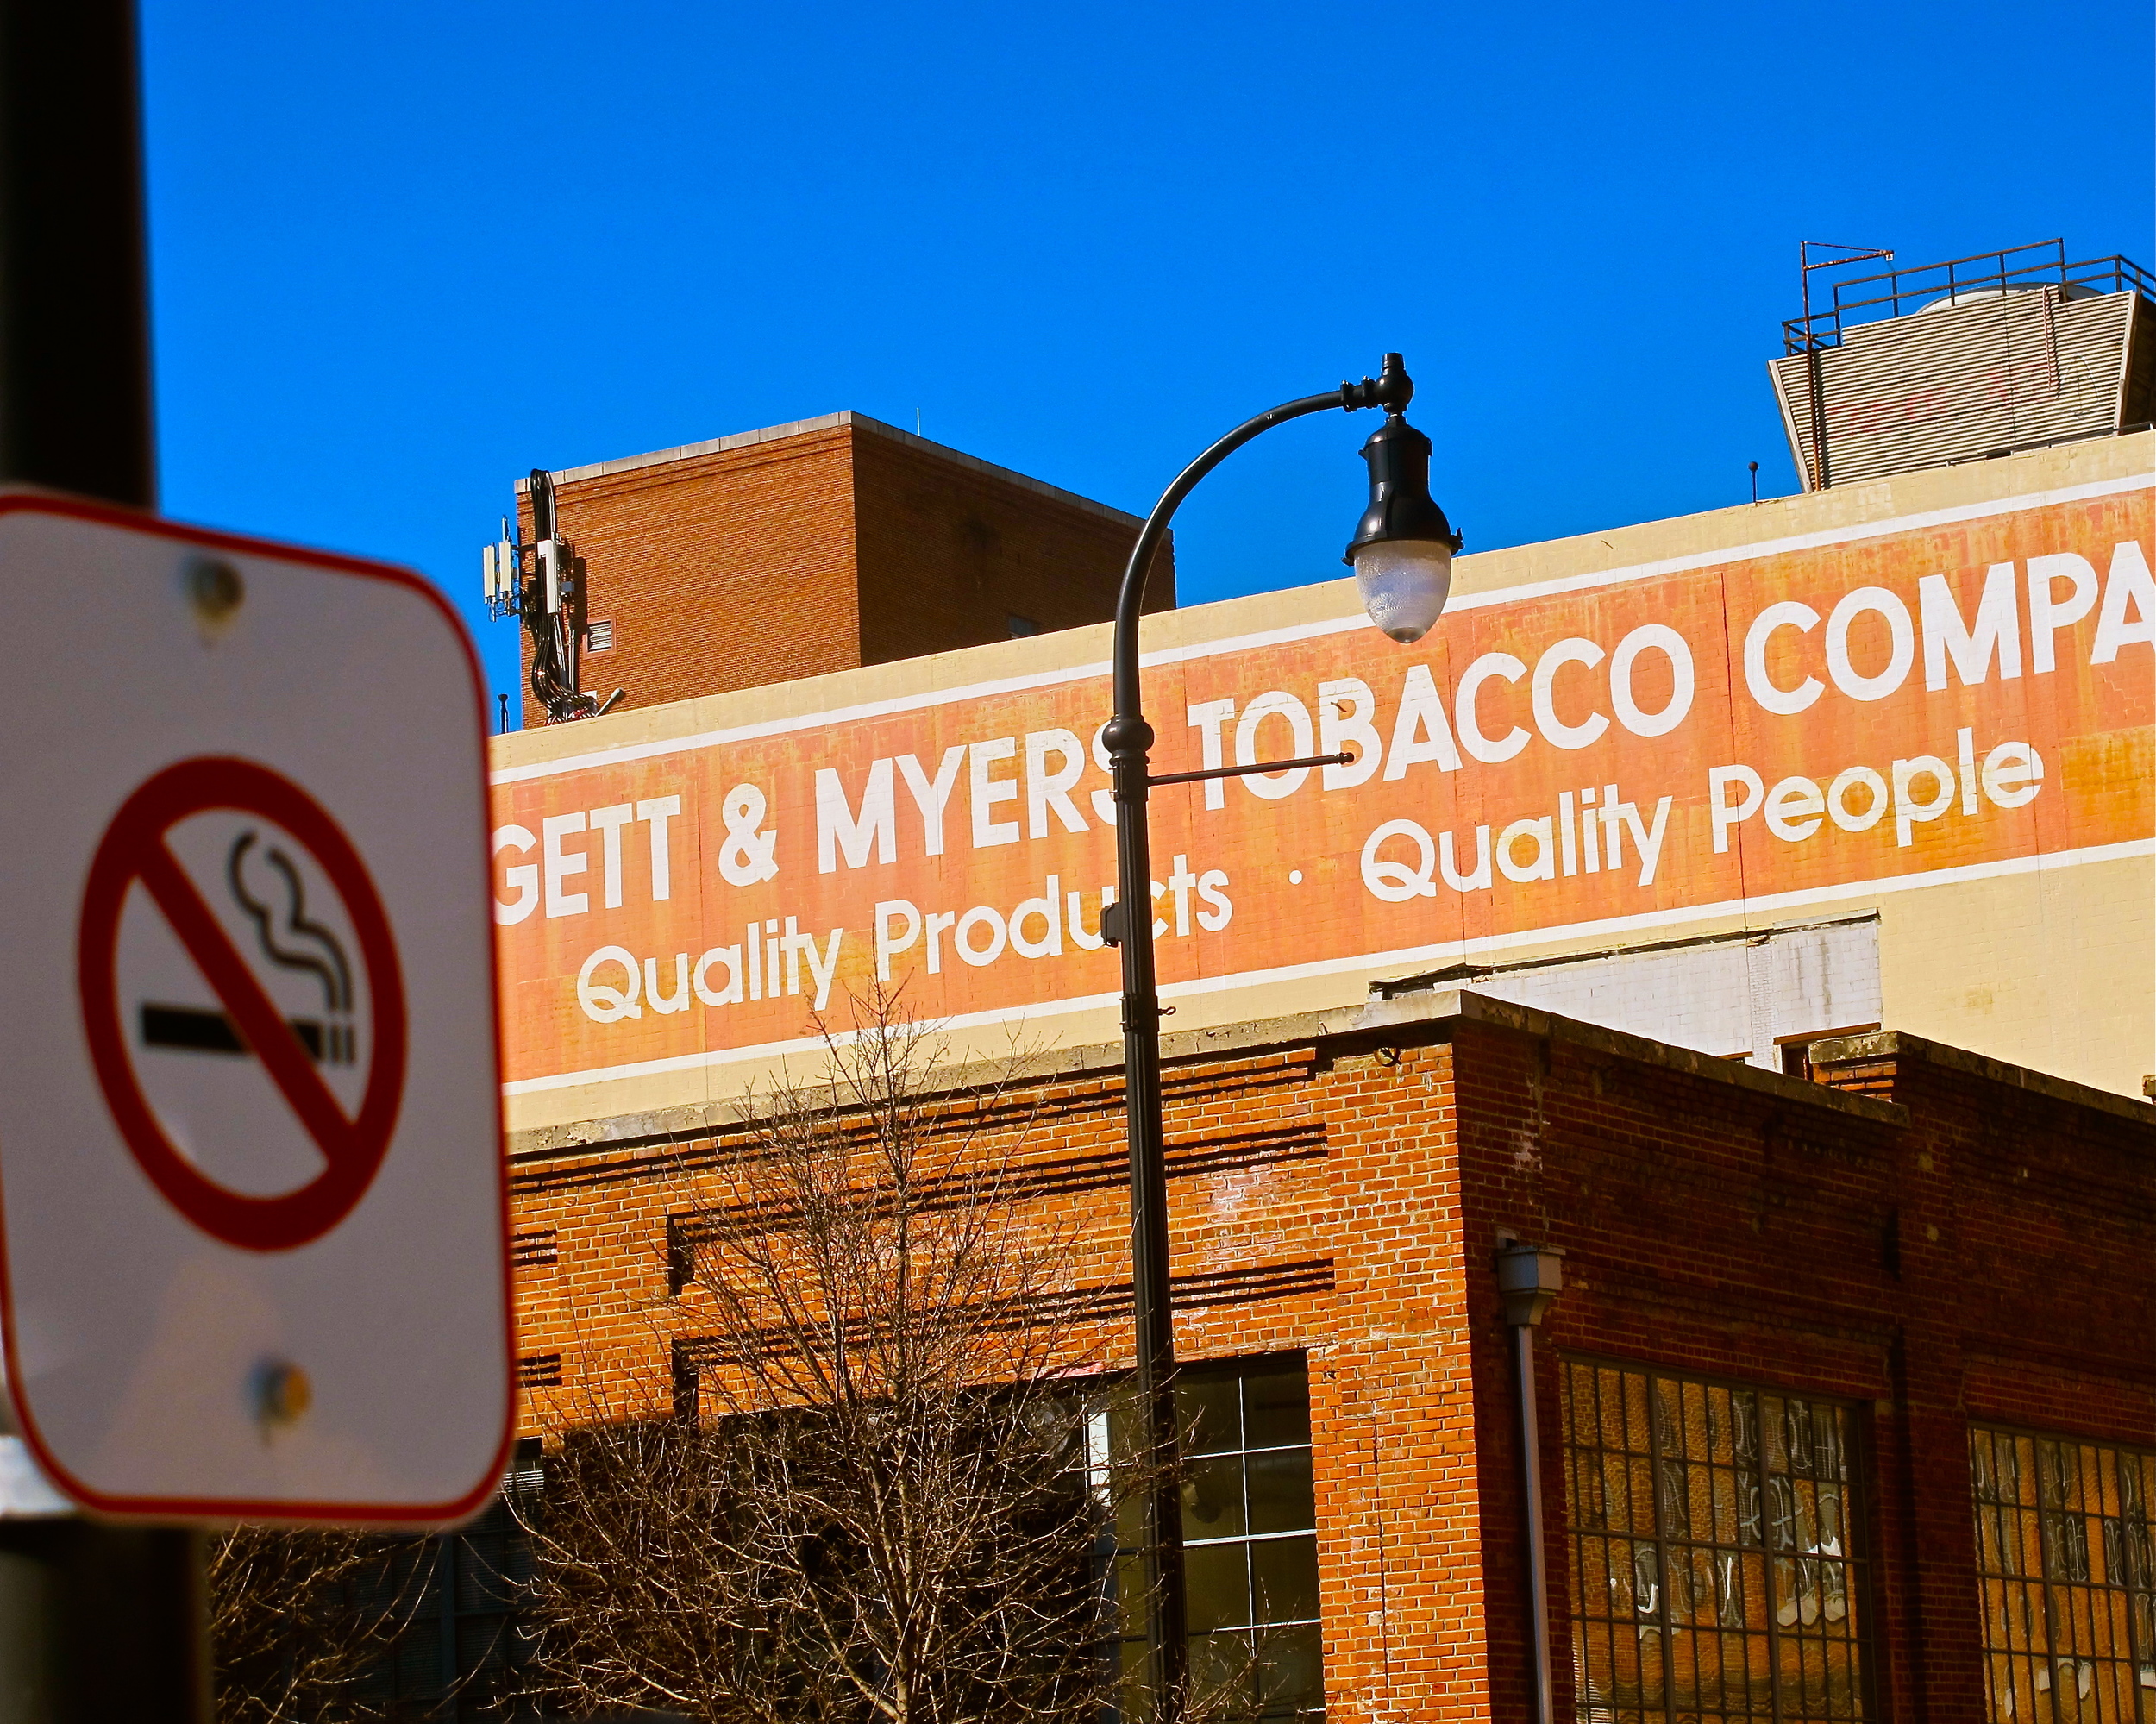 GETT & MYERS TOBACCO COMPA
Quality Products · Quality People